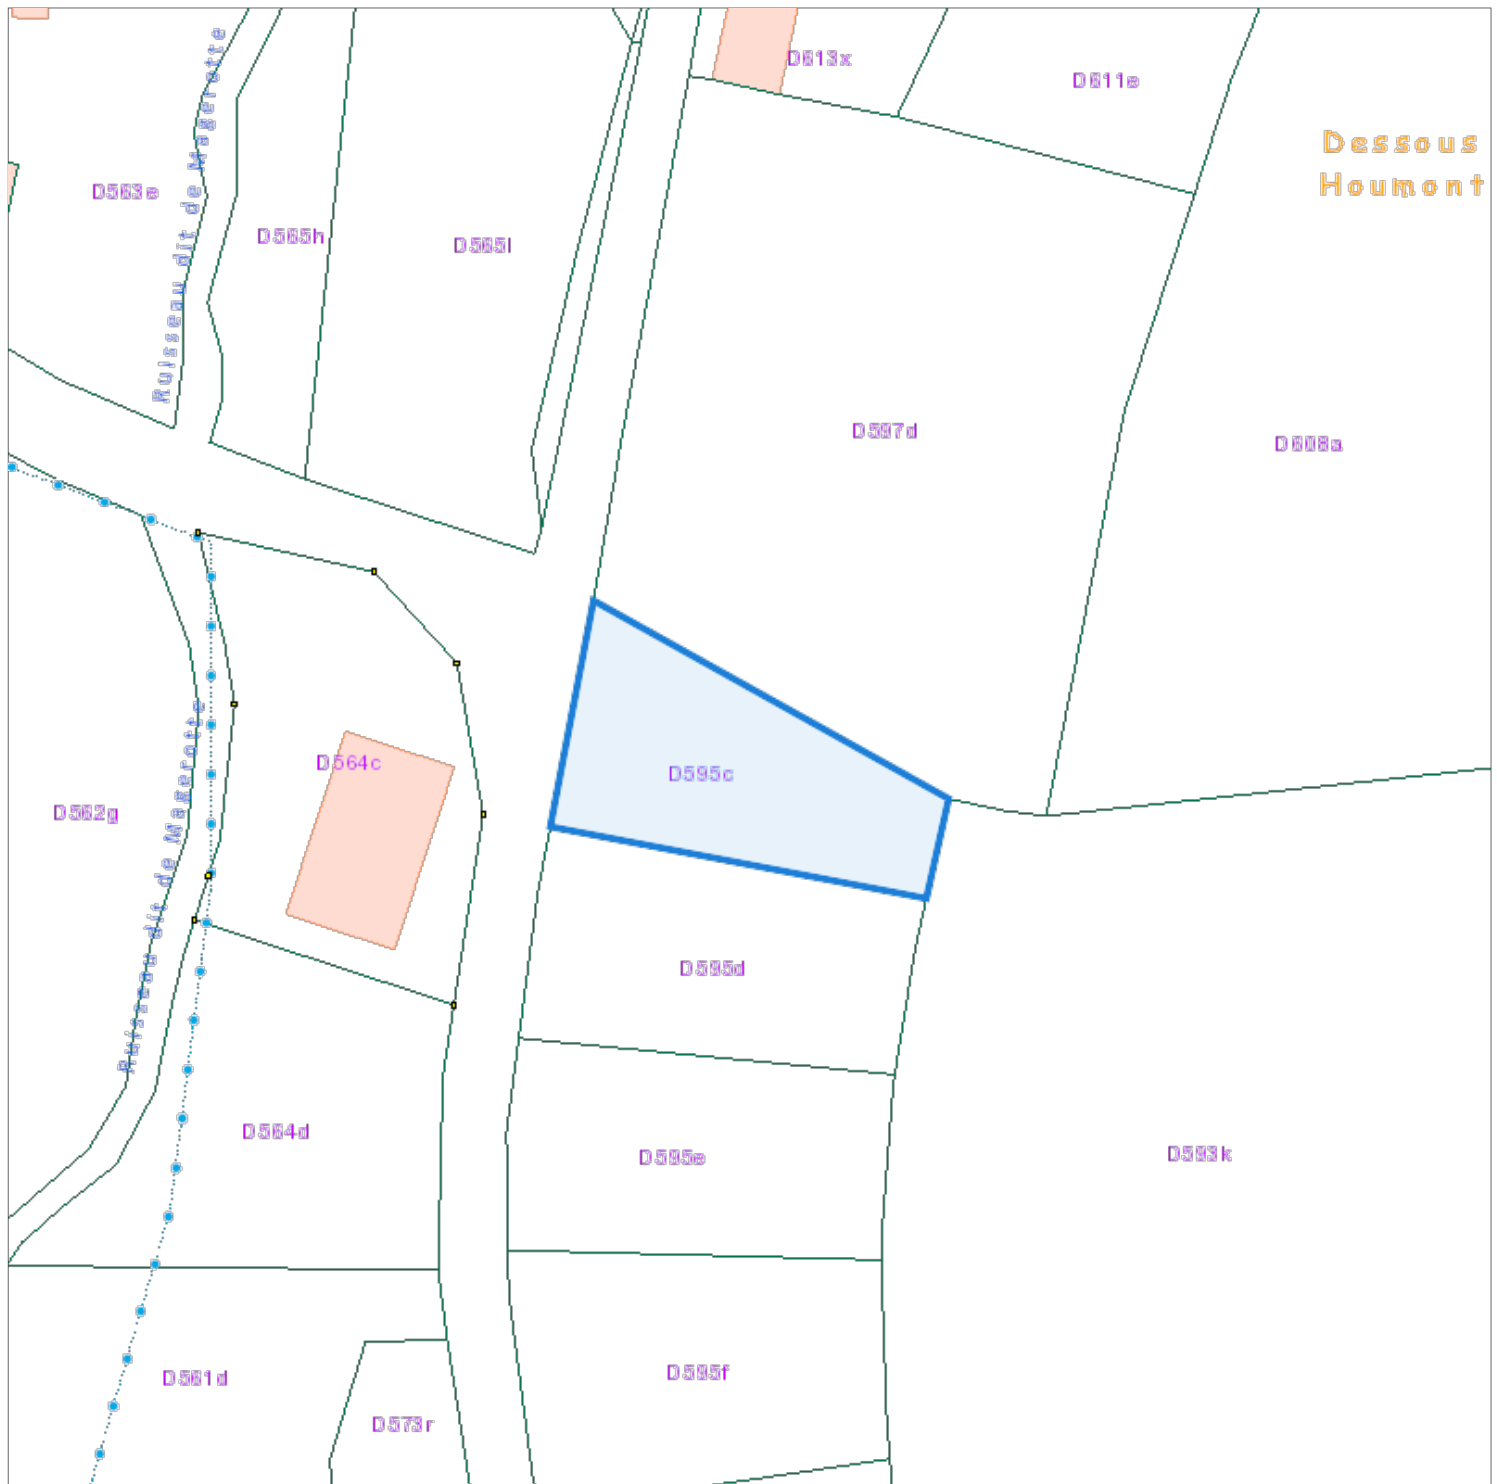 D613x
D611e
Dessous
Houmont
Ruisseau dit de Magerotte
D563e
D565h
D565l
D597d
D608a
D564c
D595c
D562g
Ruisseau dit de Magerotte
D595d
D564d
D595e
D593k
D561d
D595f
D573r